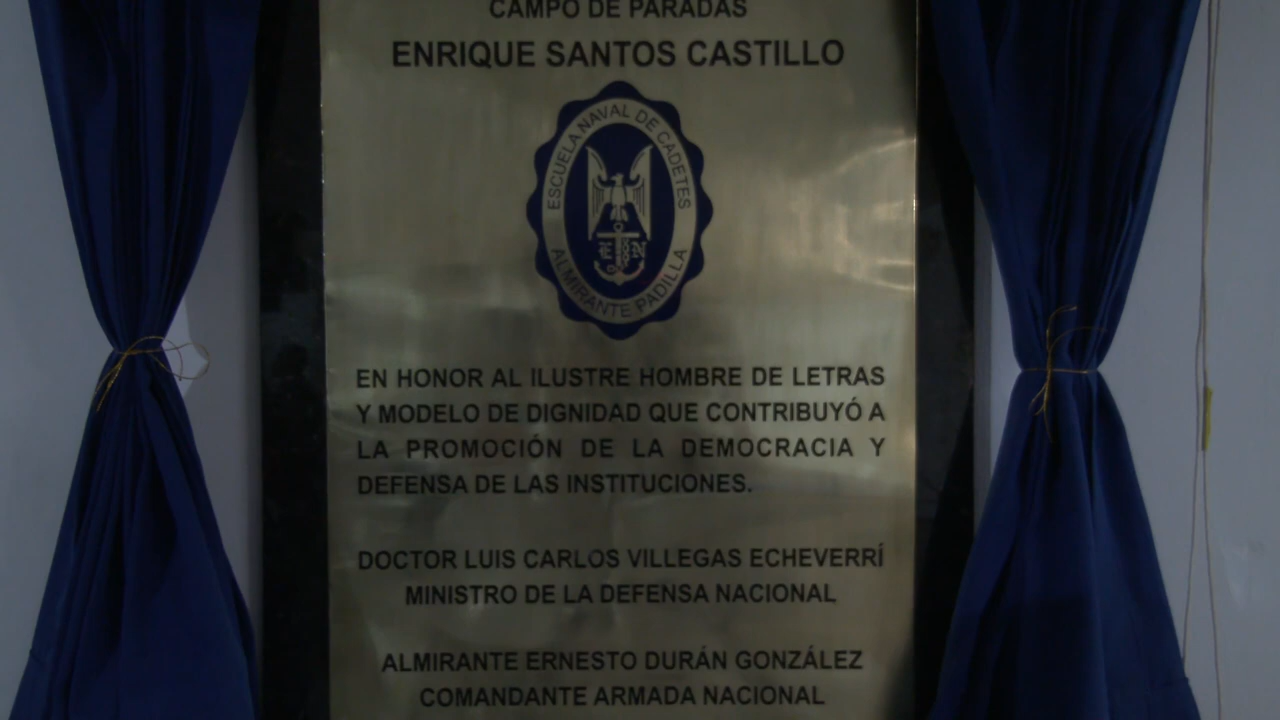 CAMPO DE PARADAS
ENRIQUE SANTOS CASTILLO
ESCUELA NAVAL DE CADETES
E N
ALMIRANTE PADILLA
EN HONOR AL ILUSTRE HOMBRE DE LETRAS
Y MODELO DE DIGNIDAD QUE CONTRIBUYÓ A
LA PROMOCIÓN DE LA DEMOCRACIA Y
DEFENSA DE LAS INSTITUCIONES.
DOCTOR LUIS CARLOS VILLEGAS ECHEVERRÍ
MINISTRO DE LA DEFENSA NACIONAL
ALMIRANTE ERNESTO DURÁN GONZÁLEZ
COMANDANTE ARMADA NACIONAL